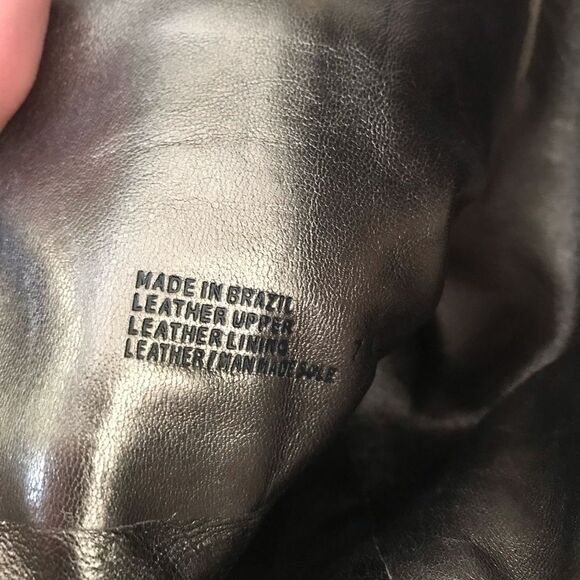 MADE IN BRAZIL
LEATHER UPPER
LEATHER LINING
LEATHER/MAN MADE SOLE